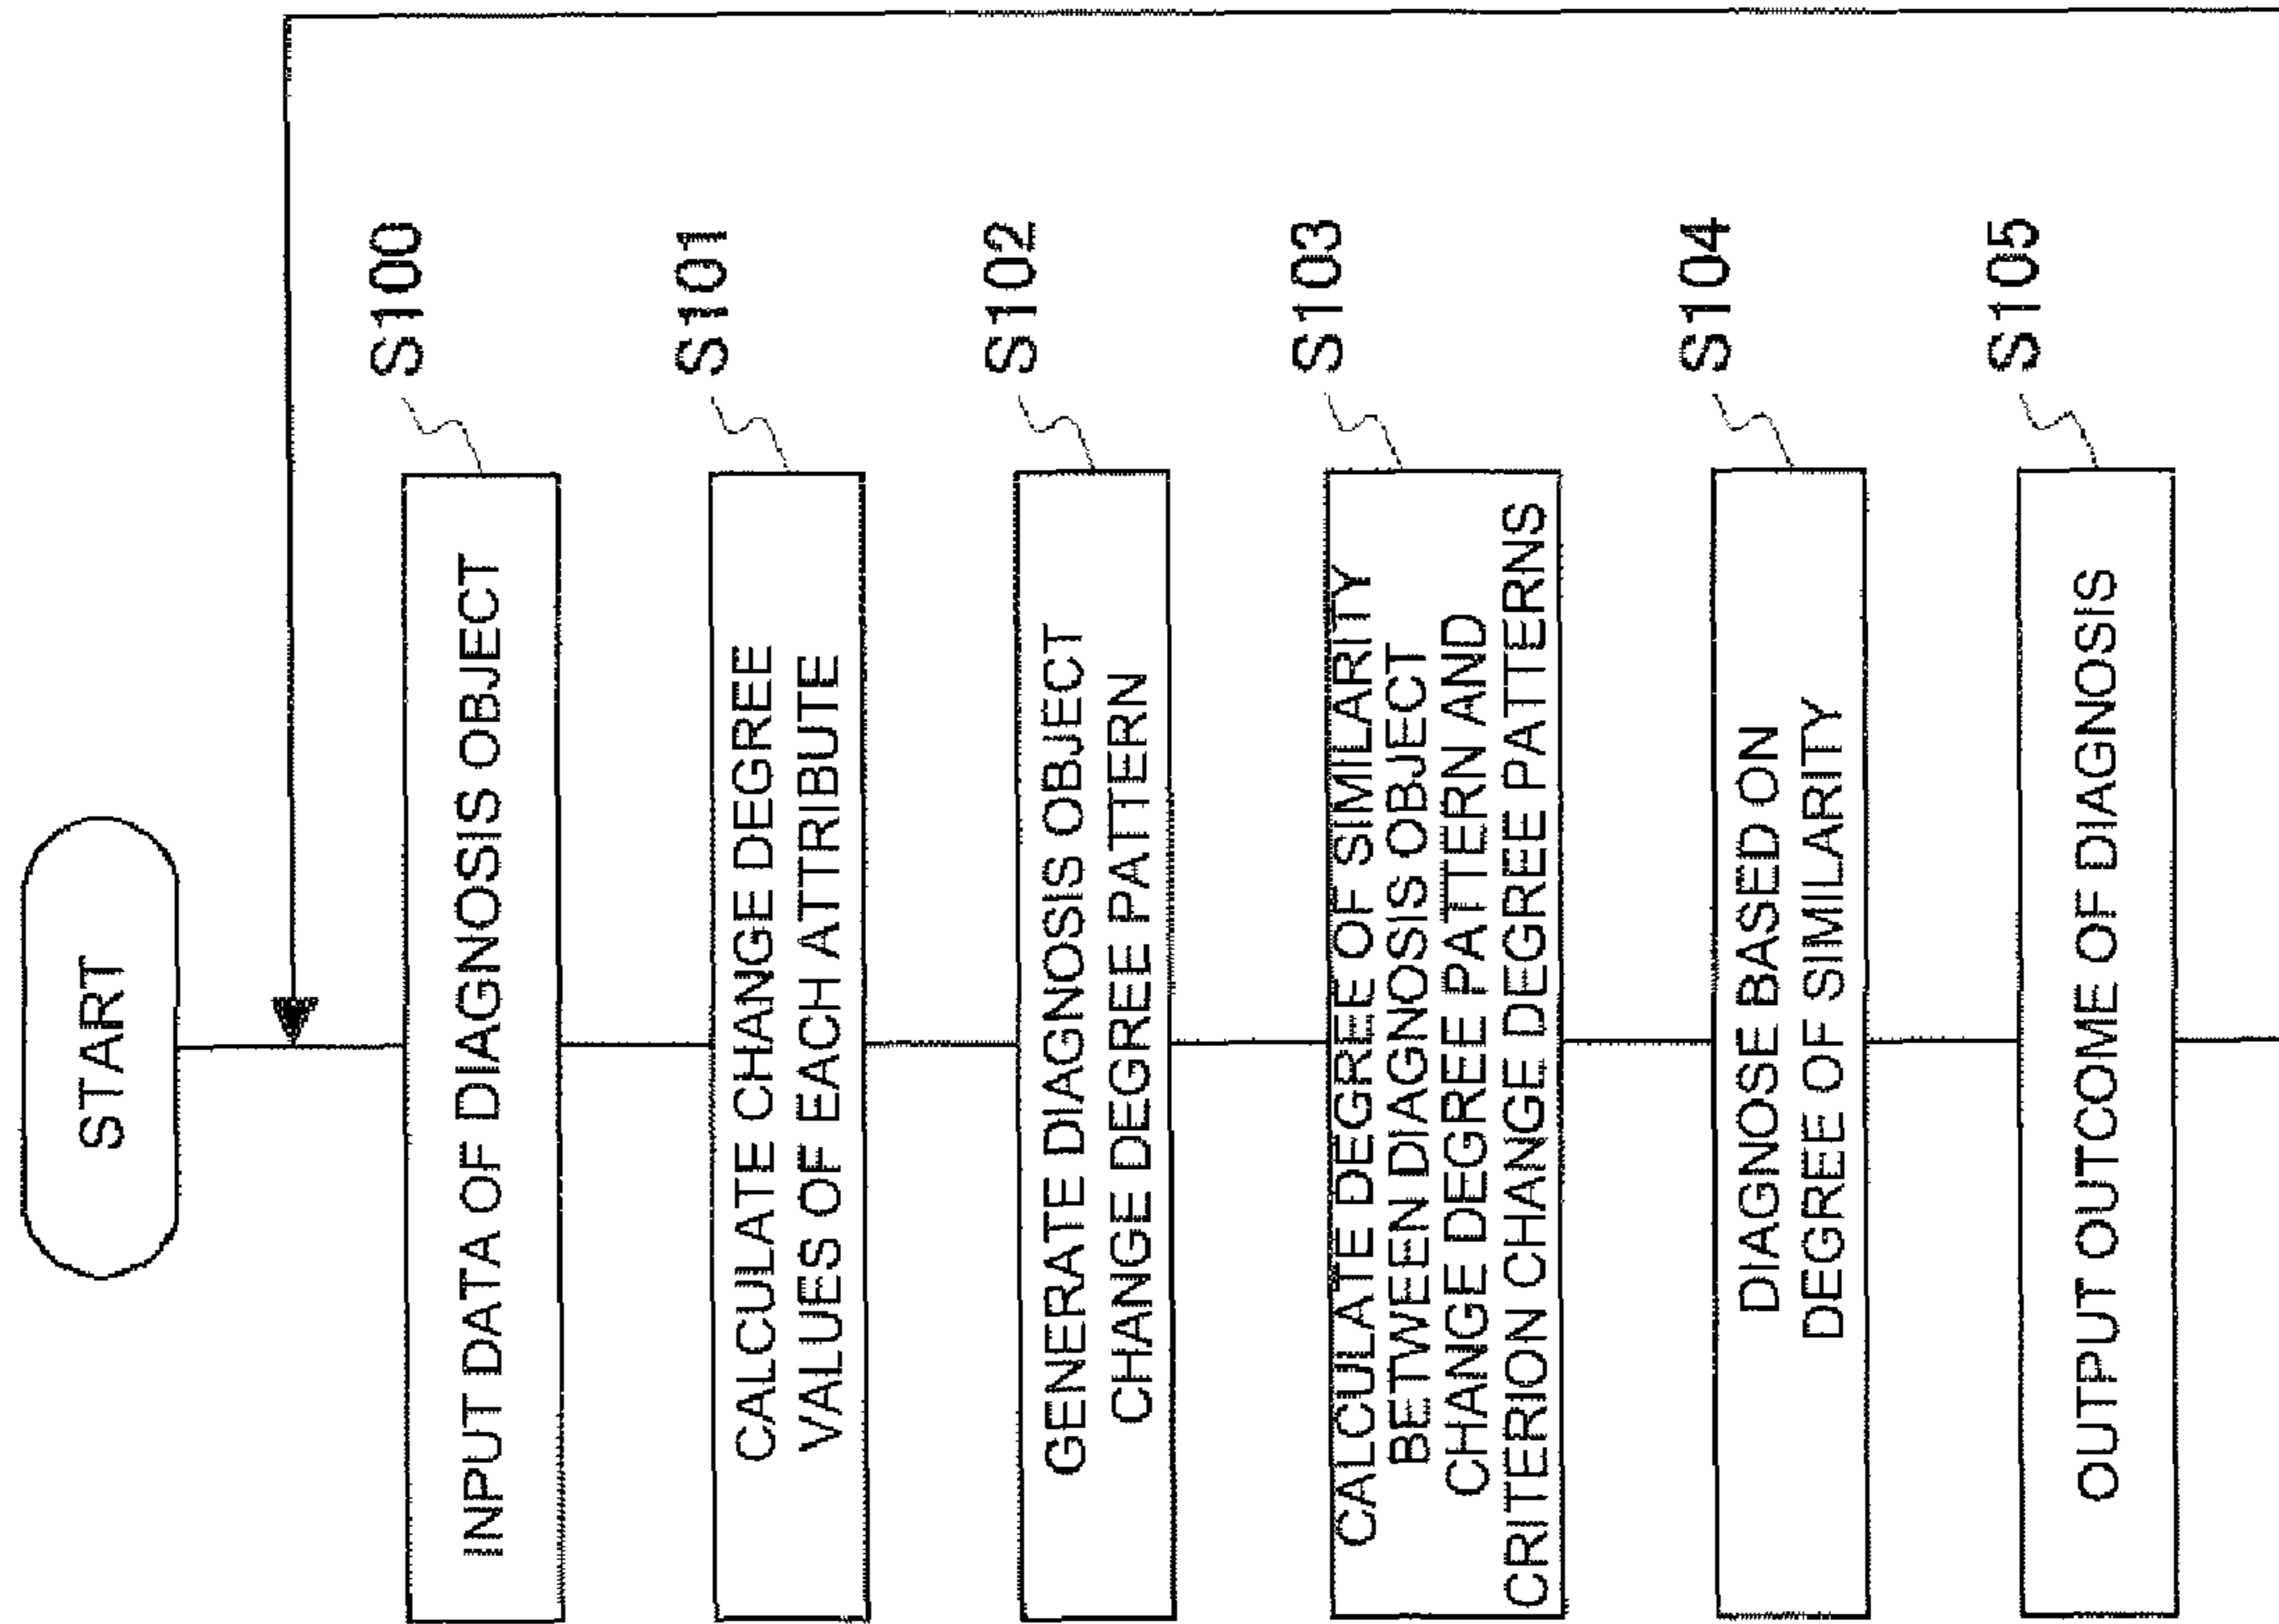 START
INPUT DATA OF DIAGNOSIS OBJECT
S100
CALCULATE CHANGE DEGREE
VALUES OF EACH ATTRIBUTE
S101
GENERATE DIAGNOSIS OBJECT
CHANGE DEGREE PATTERN
S102
CALCULATE DEGREE OF SIMILARITY
BETWEEN DIAGNOSIS OBJECT
CHANGE DEGREE PATTERN AND
CRITERION CHANGE DEGREE PATTERNS
S103
DIAGNOSE BASED ON
DEGREE OF SIMILARITY
S104
OUTPUT OUTCOME OF DIAGNOSIS
S105